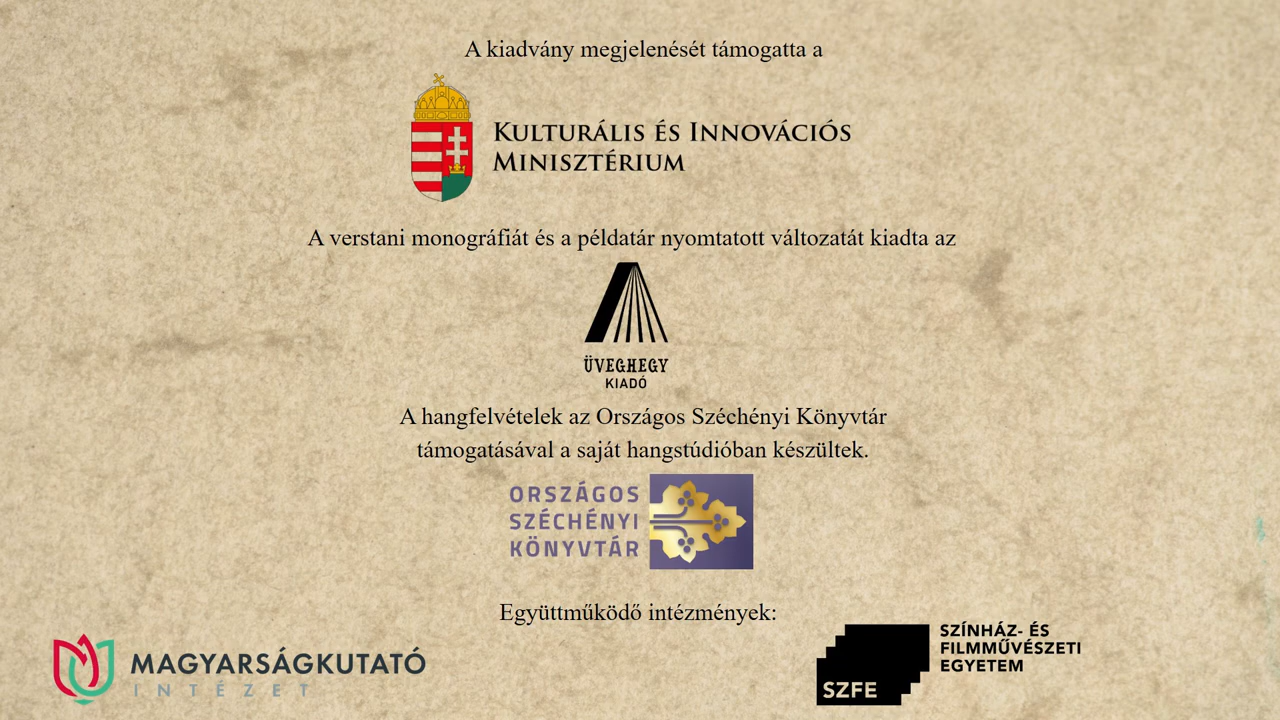 A kiadvány megjelenését támogatta a
Kulturális és Innovációs
Minisztérium
A verstani monográfiát és a példatár nyomtatott változatát kiadta az
ÜVEGHEGY
KIADÓ
A hangfelvételek az Országos Széchényi Könyvtár
támogatásával a saját hangstúdióban készültek.
ORSZÁGOS
SZÉCHÉNYI
KÖNYVTÁR
Együttműködő intézmények:
MAGYARSÁGKUTATÓ
INTÉZET
SZFE
SZÍNHÁZ- ÉS
FILMMŰVÉSZETI
EGYETEM